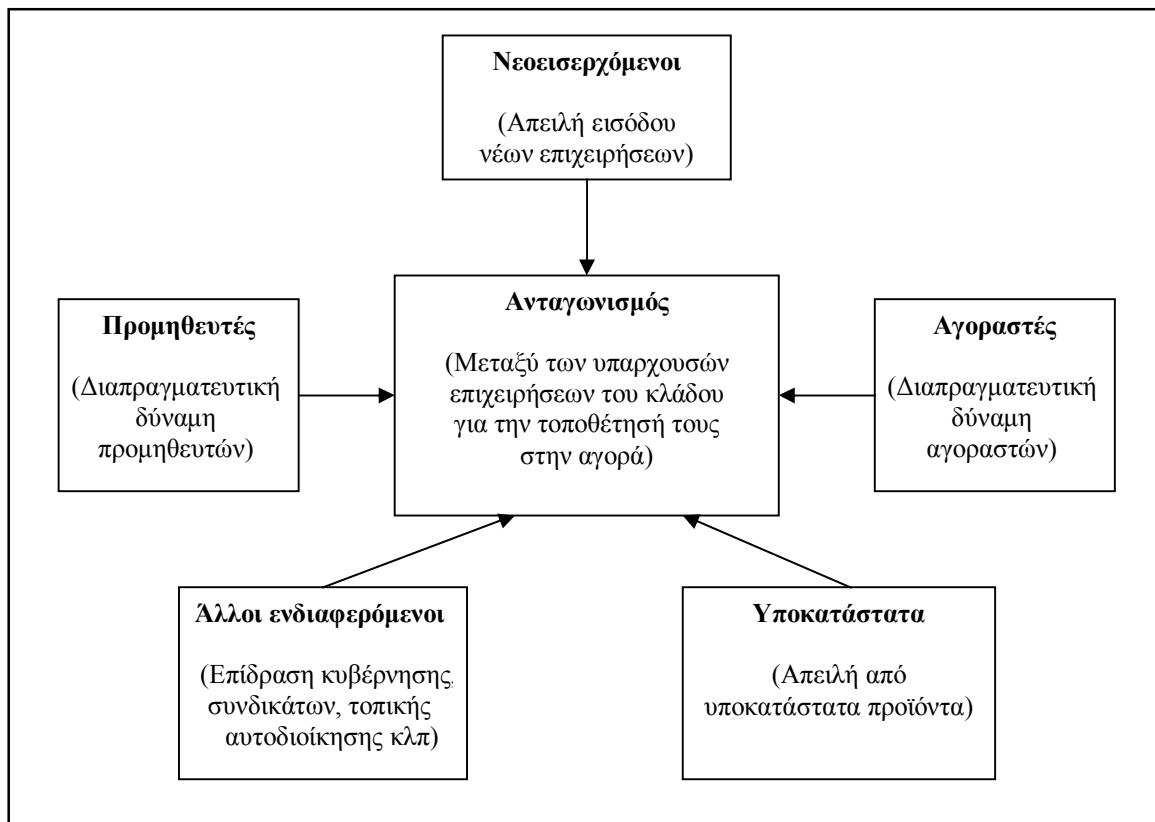 Νεοεισερχόμενοι
(Απειλή εισόδου
νέων επιχειρήσεων)
Προμηθευτές
(Διαπραγματευτική
δύναμη
προμηθευτών)
Ανταγωνισμός
(Μεταξύ των υπαρχουσών
επιχειρήσεων του κλάδου
για την τοποθέτησή τους
στην αγορά)
Αγοραστές
(Διαπραγματευτική
δύναμη
αγοραστών)
Άλλοι ενδιαφερόμενοι
(Επίδραση κυβέρνησης,
συνδικάτων, τοπικής
αυτοδιοίκησης κλπ)
Υποκατάστατα
(Απειλή από
υποκατάστατα προϊόντα)